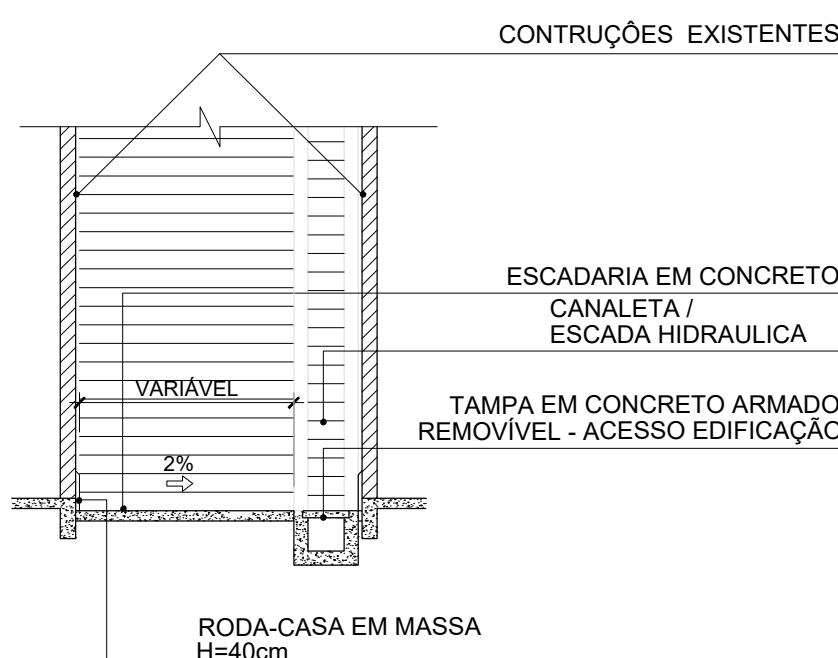 CONTRUÇÔES EXISTENTES
ESCADARIA EM CONCRETO
CANALETA /
ESCADA HIDRAULICA
VARIÁVEL
TAMPA EM CONCRETO ARMADO
REMOVÍVEL - ACESSO EDIFICAÇÃO
2%
RODA-CASA EM MASSA
H=40cm